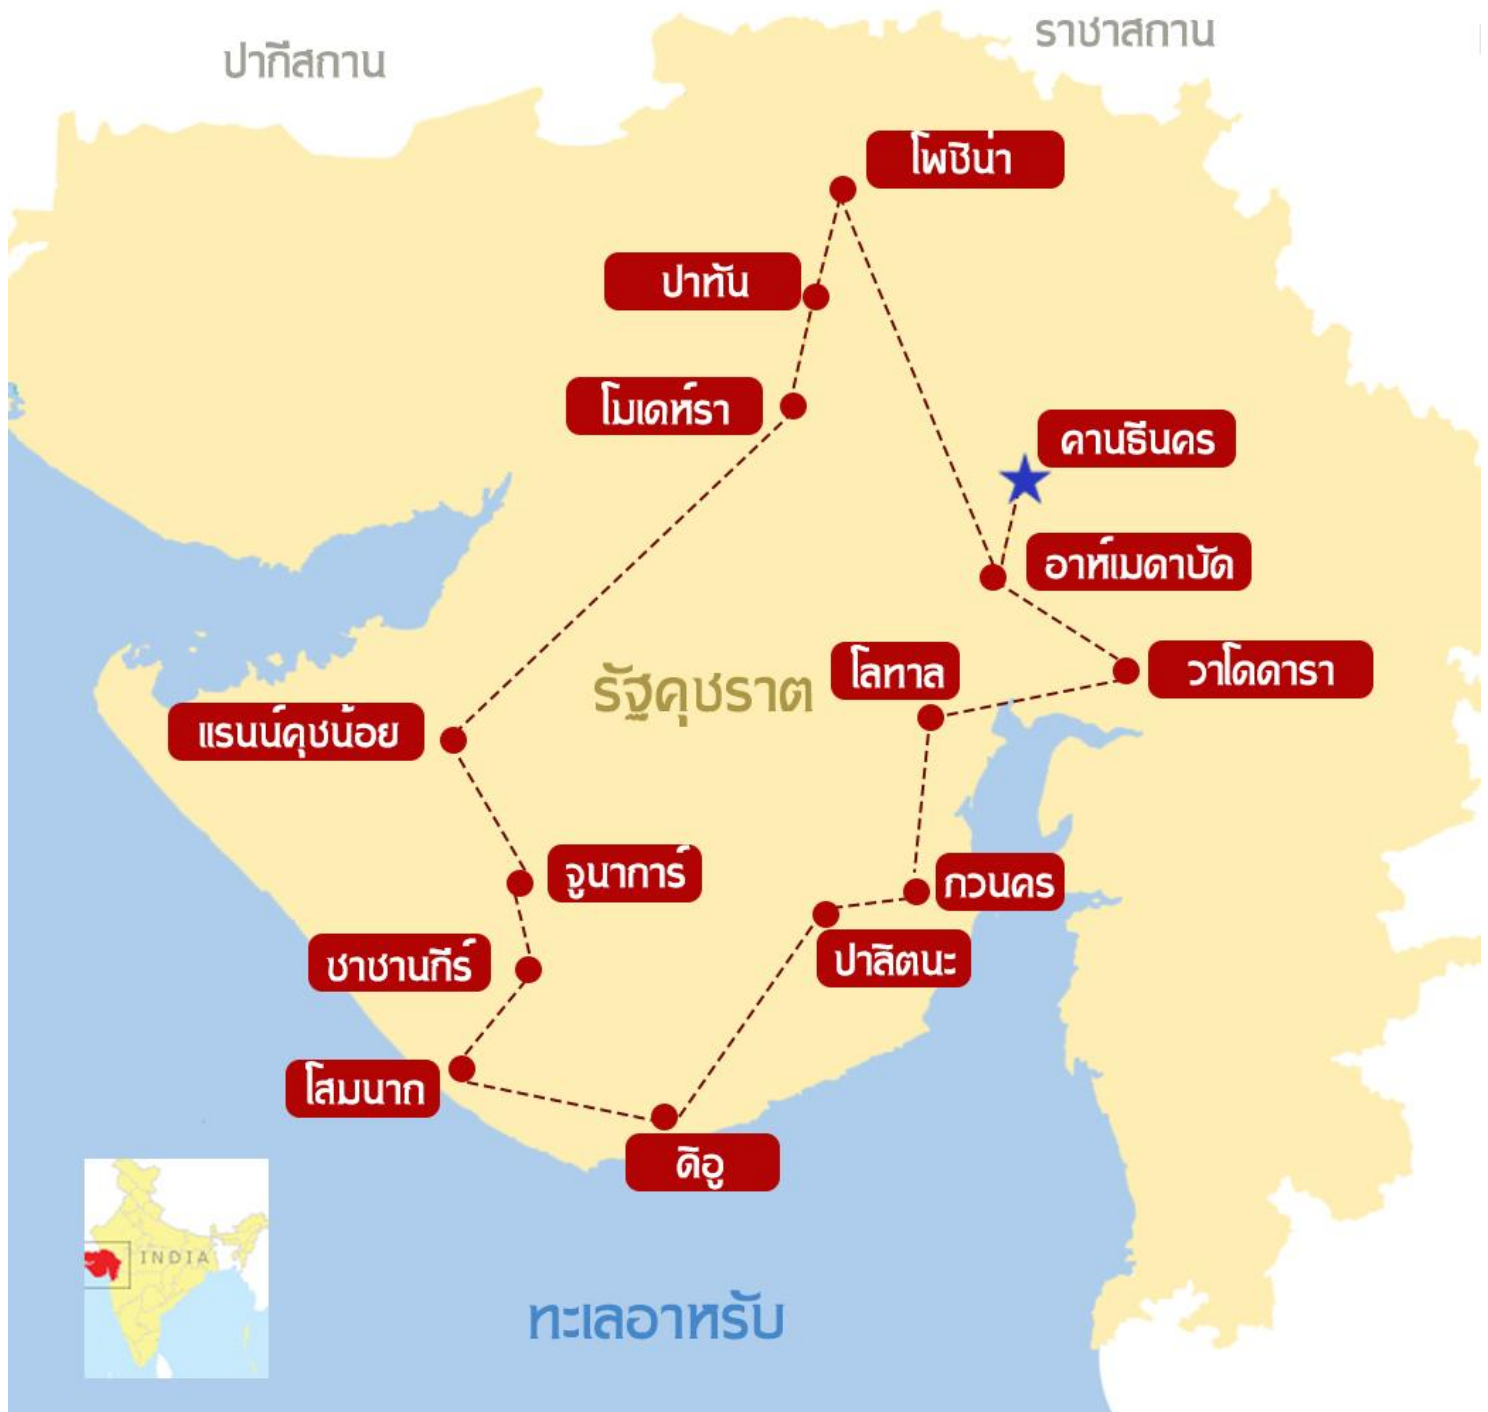 ปากีสถาน
ราชาสถาน
โพชิน่า
ปาทัน
โมเดห์รา
คานธีนคร
อาห์เมดาบัด
วาโดดารา
โลทาล
รัฐคุชราต
แรนน์คุชน้อย
จูนาการ์
กวนคร
ปาลิตนะ
ชาชานกีร์
โสมนาถ
ดิอู
INDIA
ทะเลอาหรับ